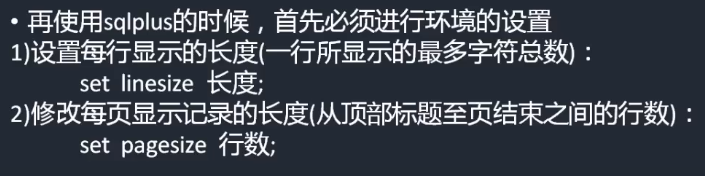 • 再使用sqlplus的时候，首先必须进行环境的设置
1)设置每行显示的长度(一行所显示的最多字符总数)：
set linesize 长度;
2)修改每页显示记录的长度(从顶部标题至页结束之间的行数)：
set pagesize 行数;